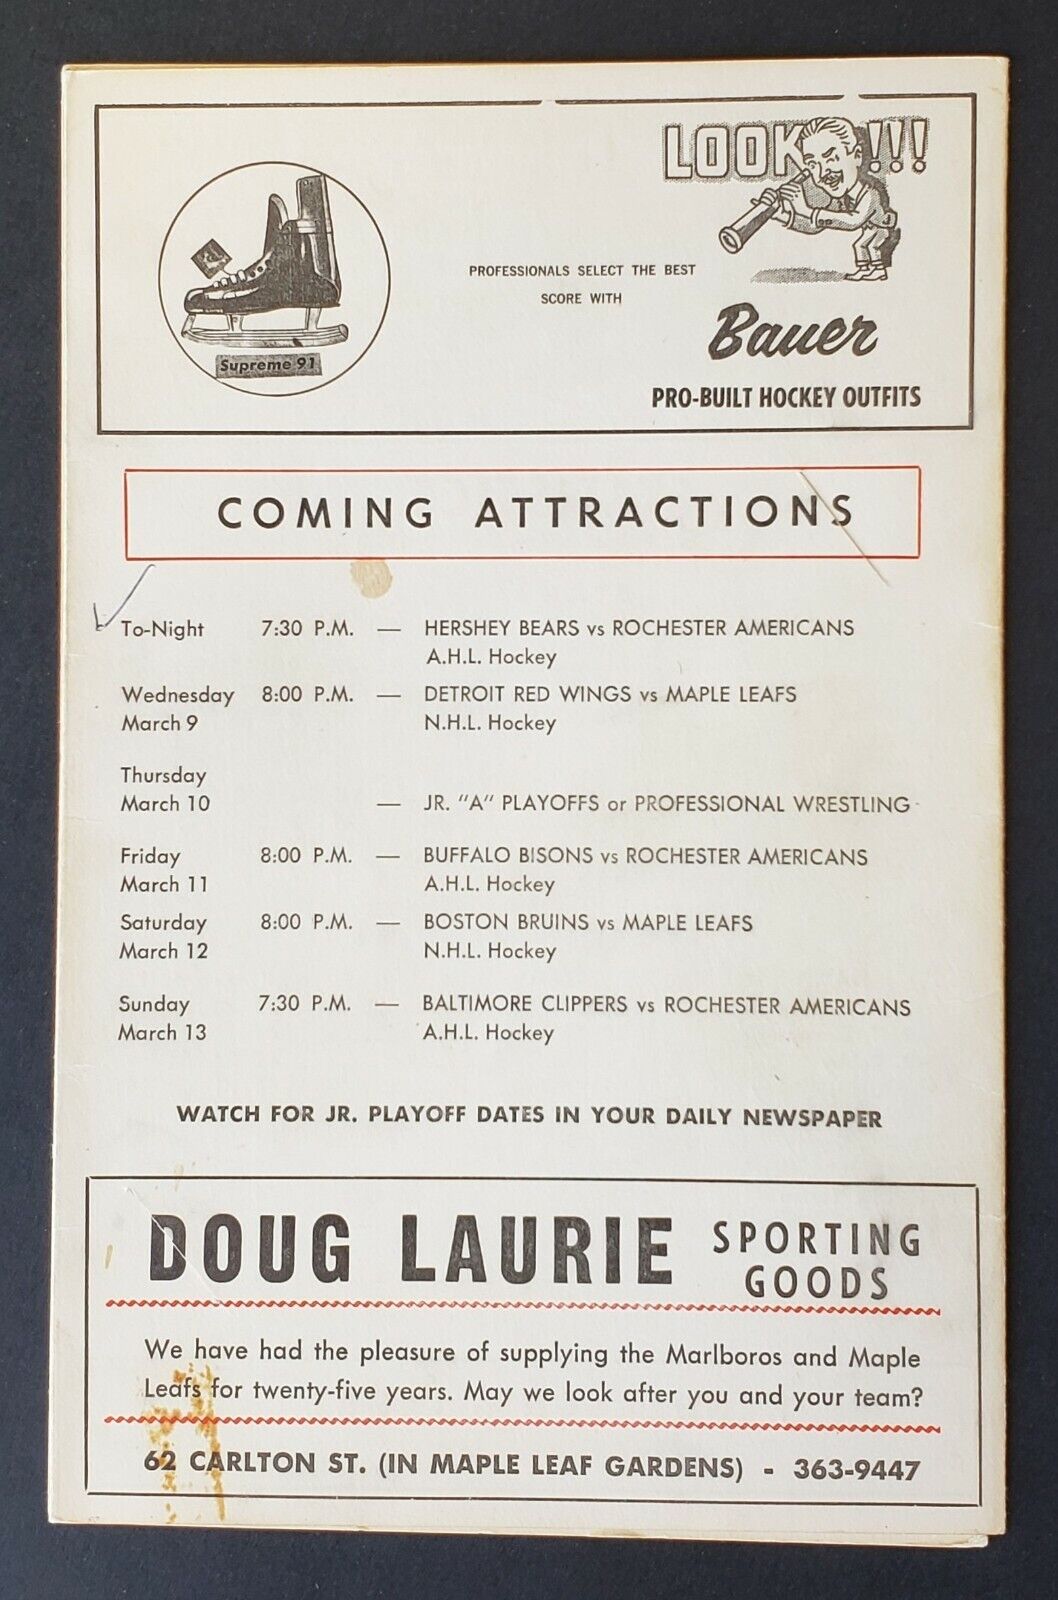 LOOK !!!
PROFESSIONALS SELECT THE BEST
SCORE WITH
Bauer
Supreme 91
PRO-BUILT HOCKEY OUTFITS
COMING ATTRACTIONS
To-Night 7:30 P.M. — HERSHEY BEARS vs ROCHESTER AMERICANS
A.H.L. Hockey
Wednesday 8:00 P.M. — DETROIT RED WINGS vs MAPLE LEAFS
March 9 N.H.L. Hockey
Thursday
March 10 — JR. "A" PLAYOFFS or PROFESSIONAL WRESTLING
Friday 8:00 P.M. — BUFFALO BISONS vs ROCHESTER AMERICANS
March 11 A.H.L. Hockey
Saturday 8:00 P.M. — BOSTON BRUINS vs MAPLE LEAFS
March 12 N.H.L. Hockey
Sunday 7:30 P.M. — BALTIMORE CLIPPERS vs ROCHESTER AMERICANS
March 13 A.H.L. Hockey
WATCH FOR JR. PLAYOFF DATES IN YOUR DAILY NEWSPAPER
DOUG LAURIE SPORTING
GOODS
We have had the pleasure of supplying the Marlboros and Maple
Leafs for twenty-five years. May we look after you and your team?
62 CARLTON ST. (IN MAPLE LEAF GARDENS) - 363-9447